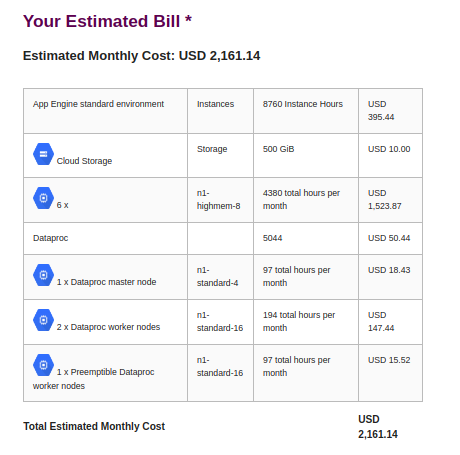 Your Estimated Bill *
Estimated Monthly Cost: USD 2,161.14
App Engine standard environment Instances 8760 Instance Hours USD
395.44
Cloud Storage Storage 500 GiB USD 10.00
6 x n1- 4380 total hours per USD
highmem-8 month 1,523.87
Dataproc 5044 USD 50.44
1 x Dataproc master node n1- 97 total hours per USD 18.43
standard-4 month
2 x Dataproc worker nodes n1- 194 total hours per USD
standard-16 month 147.44
1 x Preemptible Dataproc n1- 97 total hours per USD 15.52
worker nodes standard-16 month
Total Estimated Monthly Cost USD
2,161.14